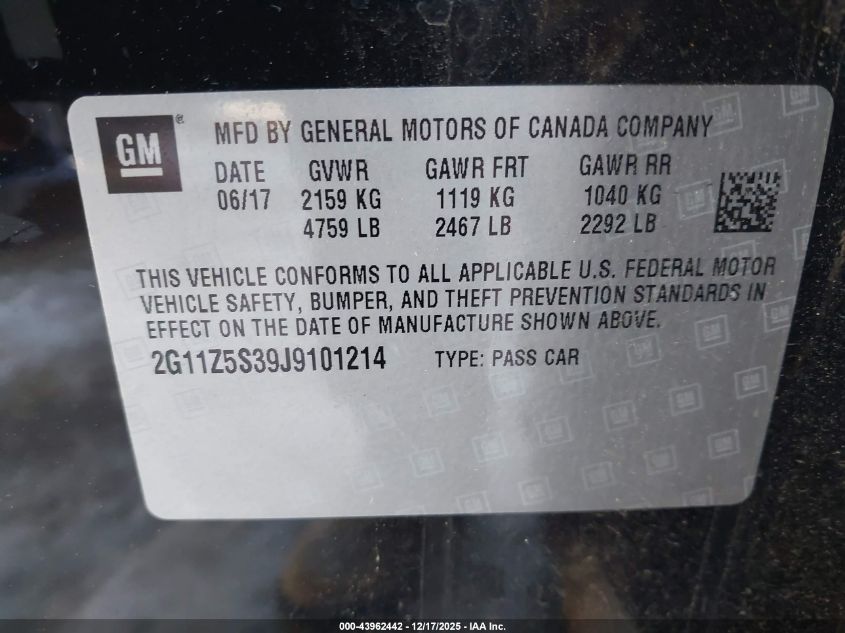 GM®
MFD BY GENERAL MOTORS OF CANADA COMPANY
DATE GVWR GAWR FRT GAWR RR
06/17 2159 KG 1119 KG 1040 KG
4759 LB 2467 LB 2292 LB
THIS VEHICLE CONFORMS TO ALL APPLICABLE U.S. FEDERAL MOTOR
VEHICLE SAFETY, BUMPER, AND THEFT PREVENTION STANDARDS IN
EFFECT ON THE DATE OF MANUFACTURE SHOWN ABOVE.
2G11Z5S39J9101214 TYPE: PASS CAR
000-43962442 - 12/17/2025 - IAA Inc.